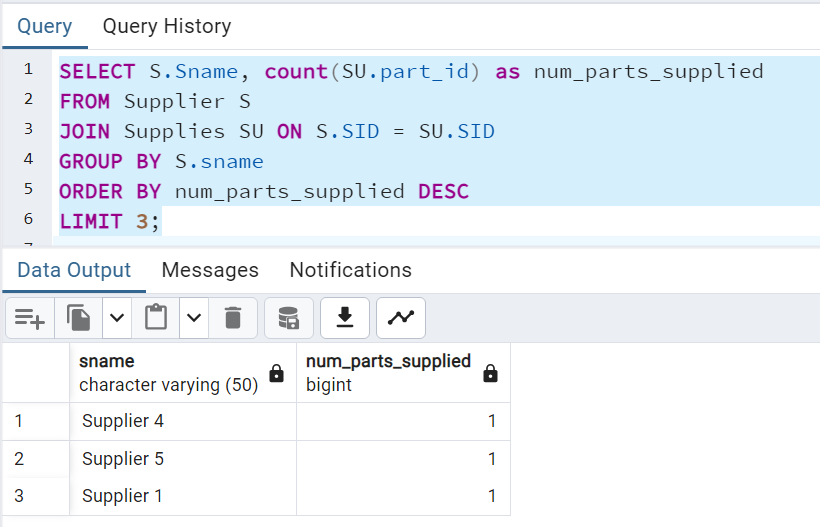 Query Query History
1 SELECT S.Sname, count(SU.part_id) as num_parts_supplied
2 FROM Supplier S
3 JOIN Supplies SU ON S.SID = SU.SID
4 GROUP BY S.sname
5 ORDER BY num_parts_supplied DESC
6 LIMIT 3;
Data Output Messages Notifications
sname num_parts_supplied
character varying (50) bigint
1 Supplier 4 1
2 Supplier 5 1
3 Supplier 1 1